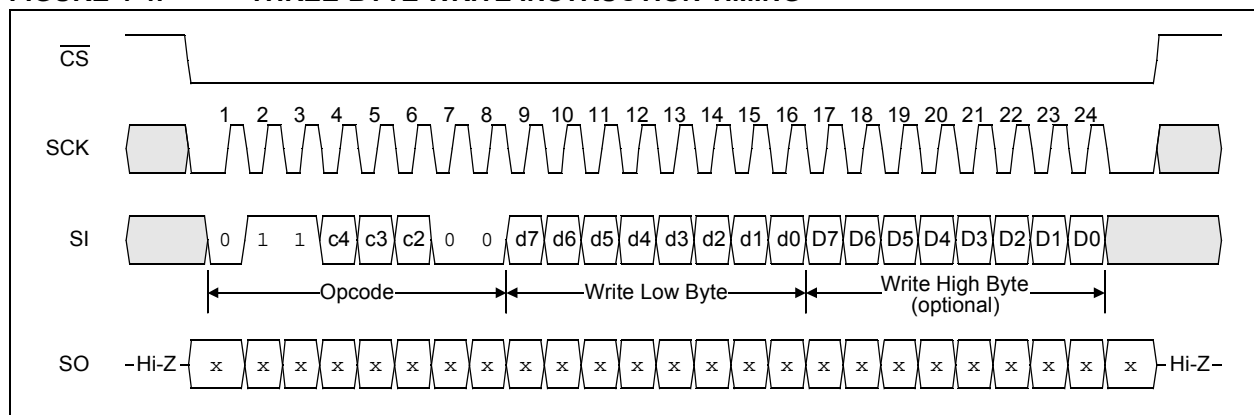 FIGURE 4-4: THREE-BYTE WRITE INSTRUCTION TIMING
CS
1 2 3 4 5 6 7 8 9 10 11 12 13 14 15 16 17 18 19 20 21 22 23 24
SCK
SI 0 1 1 c4 c3 c2 0 0 d7 d6 d5 d4 d3 d2 d1 d0 D7 D6 D5 D4 D3 D2 D1 D0
Opcode Write Low Byte Write High Byte
(optional)
SO Hi-Z x x x x x x x x x x x x x x x x x x x x x x x x x Hi-Z